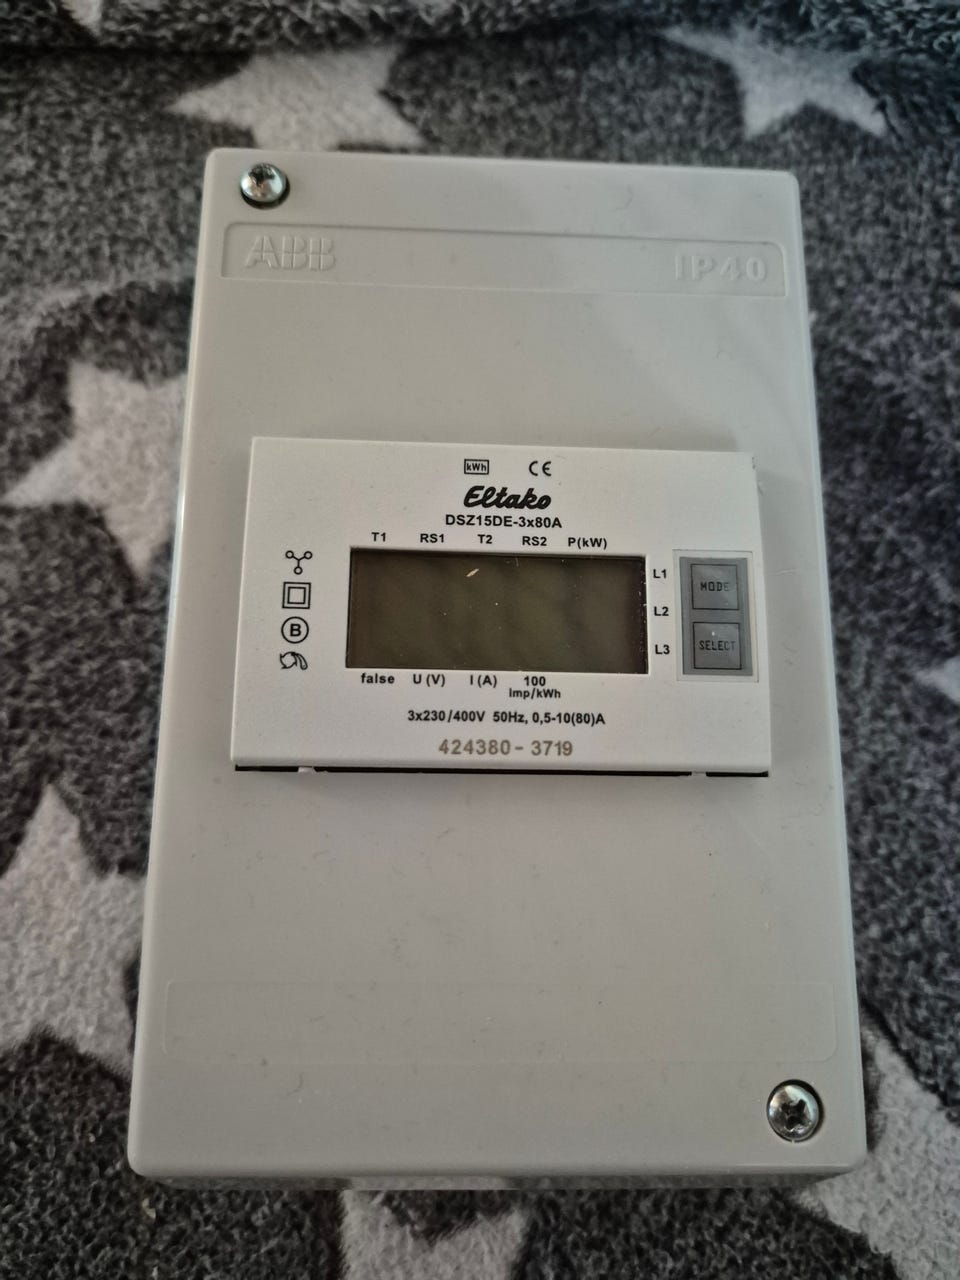 ABB IP40
kWh CE
Eltako
DSZ15DE-3x80A
T1 RS1 T2 RS2 P(kW)
L1
MODE
L2
B
SELECT
L3
false U (V) I (A) 100
Imp/kWh
3x230/400V 50Hz, 0,5-10(80)A
424380-3719